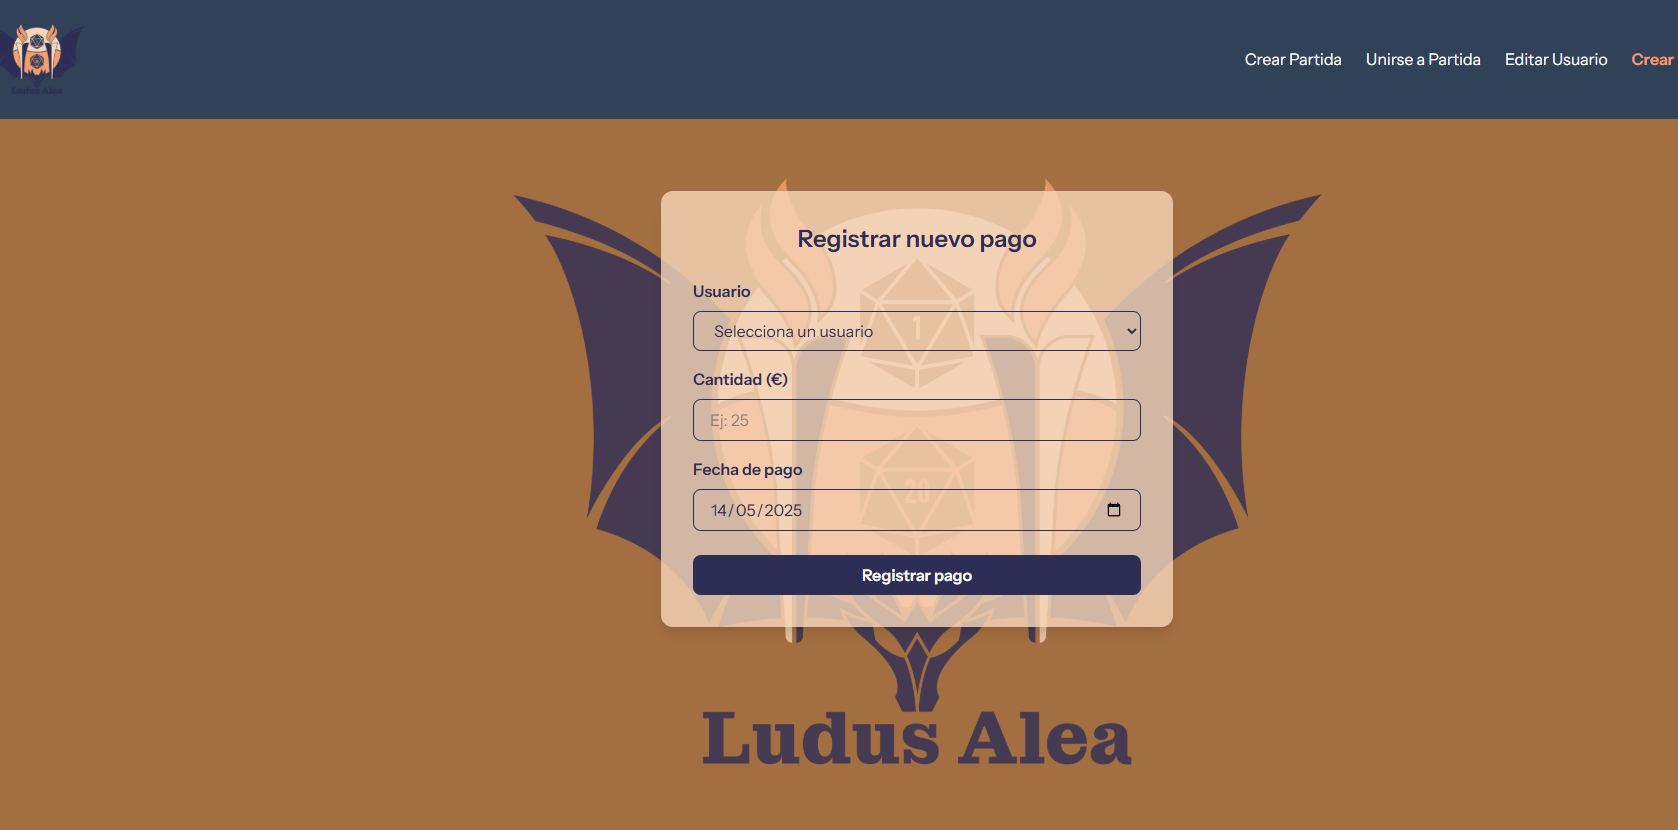 Ludus Alea
Crear Partida Unirse a Partida Editar Usuario Crear
Registrar nuevo pago
Usuario
Selecciona un usuario
1
Cantidad (€)
Ej: 25
Fecha de pago
20
14/05/2025
Registrar pago
Ludus Alea